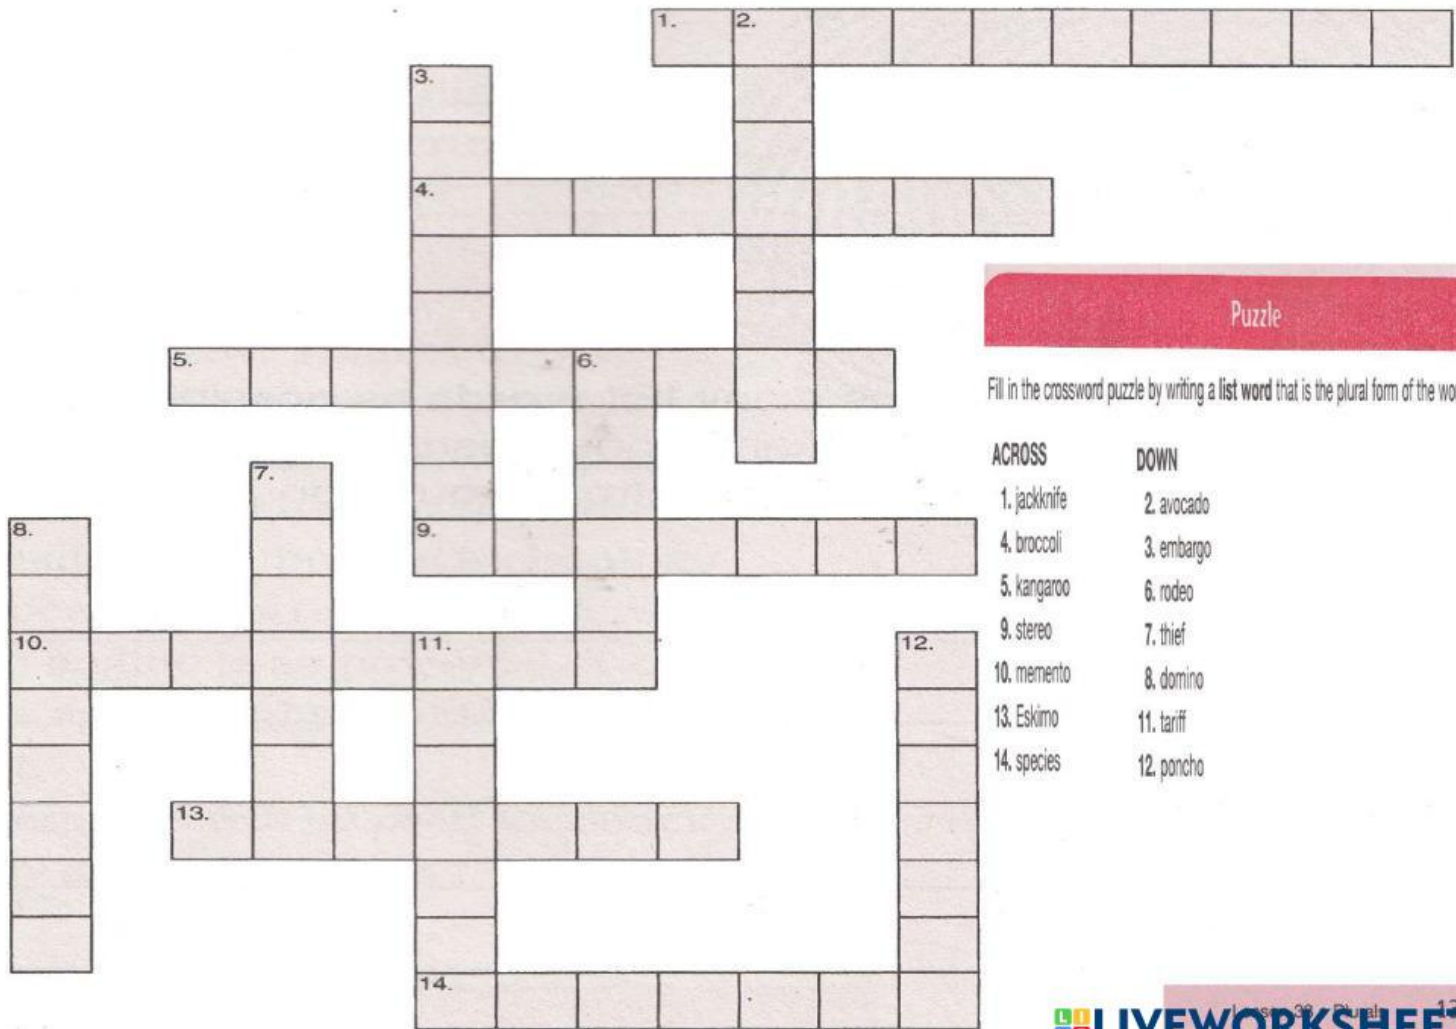 1. 2.
3.
4.
5. 6.
7.
8. 9.
10. 11. 12.
13.
14.
Puzzle
Fill in the crossword puzzle by writing a list word that is the plural form of the
ACROSS
1. jackknife
4. broccoli
5. kangaroo
9. stereo
10. memento
13. Eskimo
14. species
DOWN
2. avocado
3. embargo
6. rodeo
7. thief
8. domino
11. tariff
12. poncho
Plurals